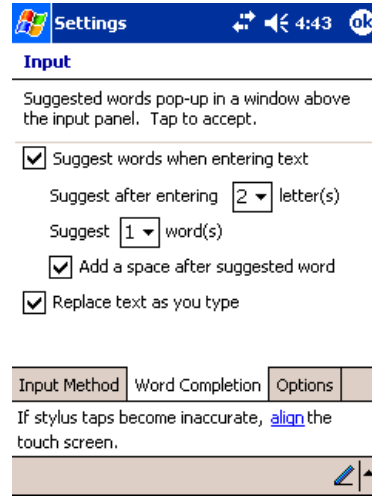 Settings 4:43 ok
Input
Suggested words pop-up in a window above
the input panel. Tap to accept.
Suggest words when entering text
Suggest after entering 2 letter(s)
Suggest 1 word(s)
Add a space after suggested word
Replace text as you type
Input Method Word Completion Options
If stylus taps become inaccurate, align the
touch screen.